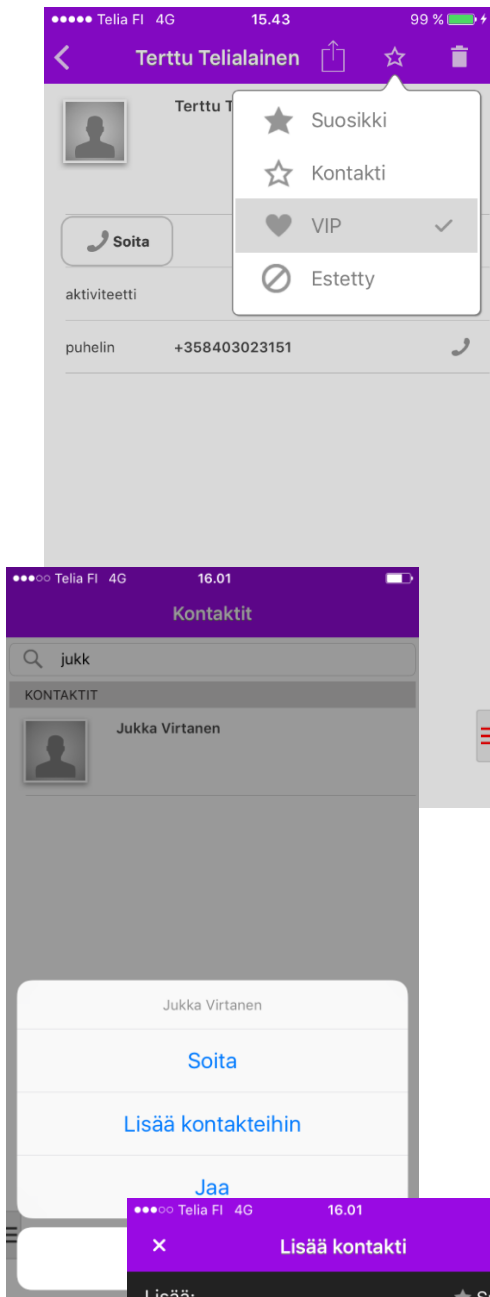 Telia FI 4G 15.43 99 %
Terttu Telialainen
Terttu T
Suosikki
Kontakti
VIP
Estetty
Soita
aktiviteetti
puhelin +358403023151
Telia FI 4G 16.01
Kontaktit
jukk
KONTAKTIT
Jukka Virtanen
Jukka Virtanen
Soita
Lisää kontakteihin
Jaa
Telia FI 4G 16.01
Lisää kontakti
Lisää: